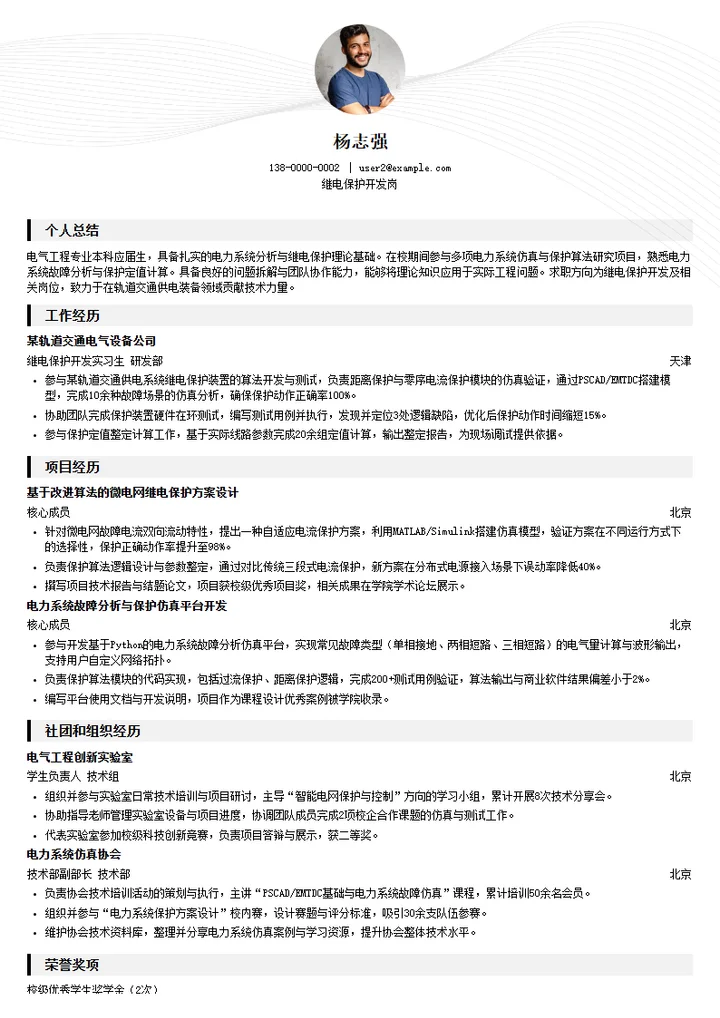 杨志强
138-0000-0002 | user2@example.com
继电保护开发岗
个人总结
电气工程专业本科应届生，具备扎实的电力系统分析与继电保护理论基础。在校期间参与多项电力系统仿真与保护算法研究项目，熟悉电力
系统故障分析与保护定值计算。具备良好的问题拆解与团队协作能力，能够将理论知识应用于实际工程问题。求职方向为继电保护开发及相
关岗位，致力于在轨道交通供电装备领域贡献技术力量。
工作经历
某轨道交通电气设备公司
继电保护开发实习生 研发部 天津
• 参与某轨道交通供电系统继电保护装置的算法开发与测试，负责距离保护与零序电流保护模块的仿真验证，通过PSCAD/EMTDC搭建模
型，完成10余种故障场景的仿真分析，确保保护动作正确率100%。
• 协助团队完成保护装置硬件在环测试，编写测试用例并执行，发现并定位3处逻辑缺陷，优化后保护动作时间缩短15%。
• 参与保护定值整定计算工作，基于实际线路参数完成20余组定值计算，输出整定报告，为现场调试提供依据。
项目经历
基于改进算法的微电网继电保护方案设计
核心成员 北京
• 针对微电网故障电流双向流动特性，提出一种自适应电流保护方案，利用MATLAB/Simulink搭建仿真模型，验证方案在不同运行方式下
的选择性，保护正确动作率提升至98%。
• 负责保护算法逻辑设计与参数整定，通过对比传统三段式电流保护，新方案在分布式电源接入场景下误动率降低40%。
• 撰写项目技术报告与结题论文，项目获校级优秀项目奖，相关成果在学院学术论坛展示。
电力系统故障分析与保护仿真平台开发
核心成员 北京
• 参与开发基于Python的电力系统故障分析仿真平台，实现常见故障类型（单相接地、两相短路、三相短路）的电气量计算与波形输出，
支持用户自定义网络拓扑。
• 负责保护算法模块的代码实现，包括过流保护、距离保护逻辑，完成200+测试用例验证，算法输出与商业软件结果偏差小于2%。
• 编写平台使用文档与开发说明，项目作为课程设计优秀案例被学院收录。
社团和组织经历
电气工程创新实验室
学生负责人 技术组 北京
• 组织并参与实验室日常技术培训与项目研讨，主导“智能电网保护与控制”方向的学习小组，累计开展8次技术分享会。
• 协助指导老师管理实验室设备与项目进度，协调团队成员完成2项校企合作课题的仿真与测试工作。
• 代表实验室参加校级科技创新竞赛，负责项目答辩与展示，获二等奖。
电力系统仿真协会
技术部副部长 技术部 北京
• 负责协会技术培训活动的策划与执行，主讲“PSCAD/EMTDC基础与电力系统故障仿真”课程，累计培训50余名会员。
• 组织并参与“电力系统保护方案设计”校内赛，设计赛题与评分标准，吸引30余支队伍参赛。
• 维护协会技术资料库，整理并分享电力系统仿真案例与学习资源，提升协会整体技术水平。
荣誉奖项
校级优秀学生奖学金（2次）